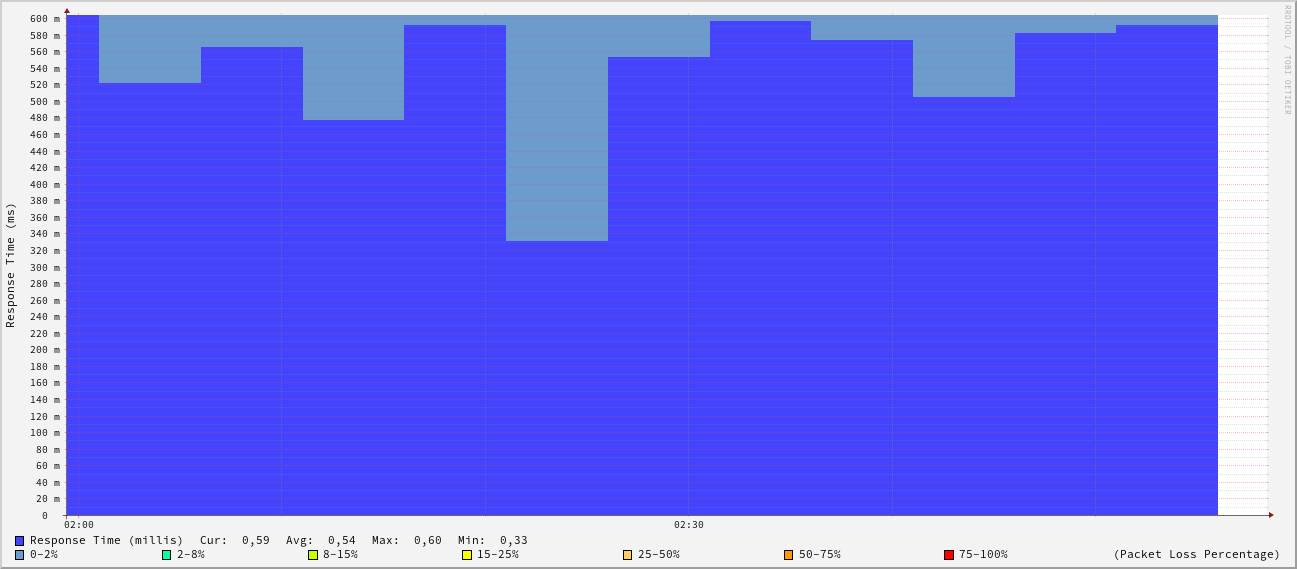 600 m
580 m
560 m
540 m
520 m
500 m
480 m
460 m
440 m
420 m
400 m
380 m
360 m
340 m
320 m
300 m
280 m
260 m
240 m
220 m
200 m
180 m
160 m
140 m
120 m
100 m
80 m
60 m
40 m
20 m
0
Response Time (ms)
02:00 02:30
RRDTOOL / TOBI OETIKER
Response Time (millis) Cur: 0,59 Avg: 0,54 Max: 0,60 Min: 0,33
0-2% 2-8% 8-15% 15-25% 25-50% 50-75% 75-100% (Packet Loss Percentage)